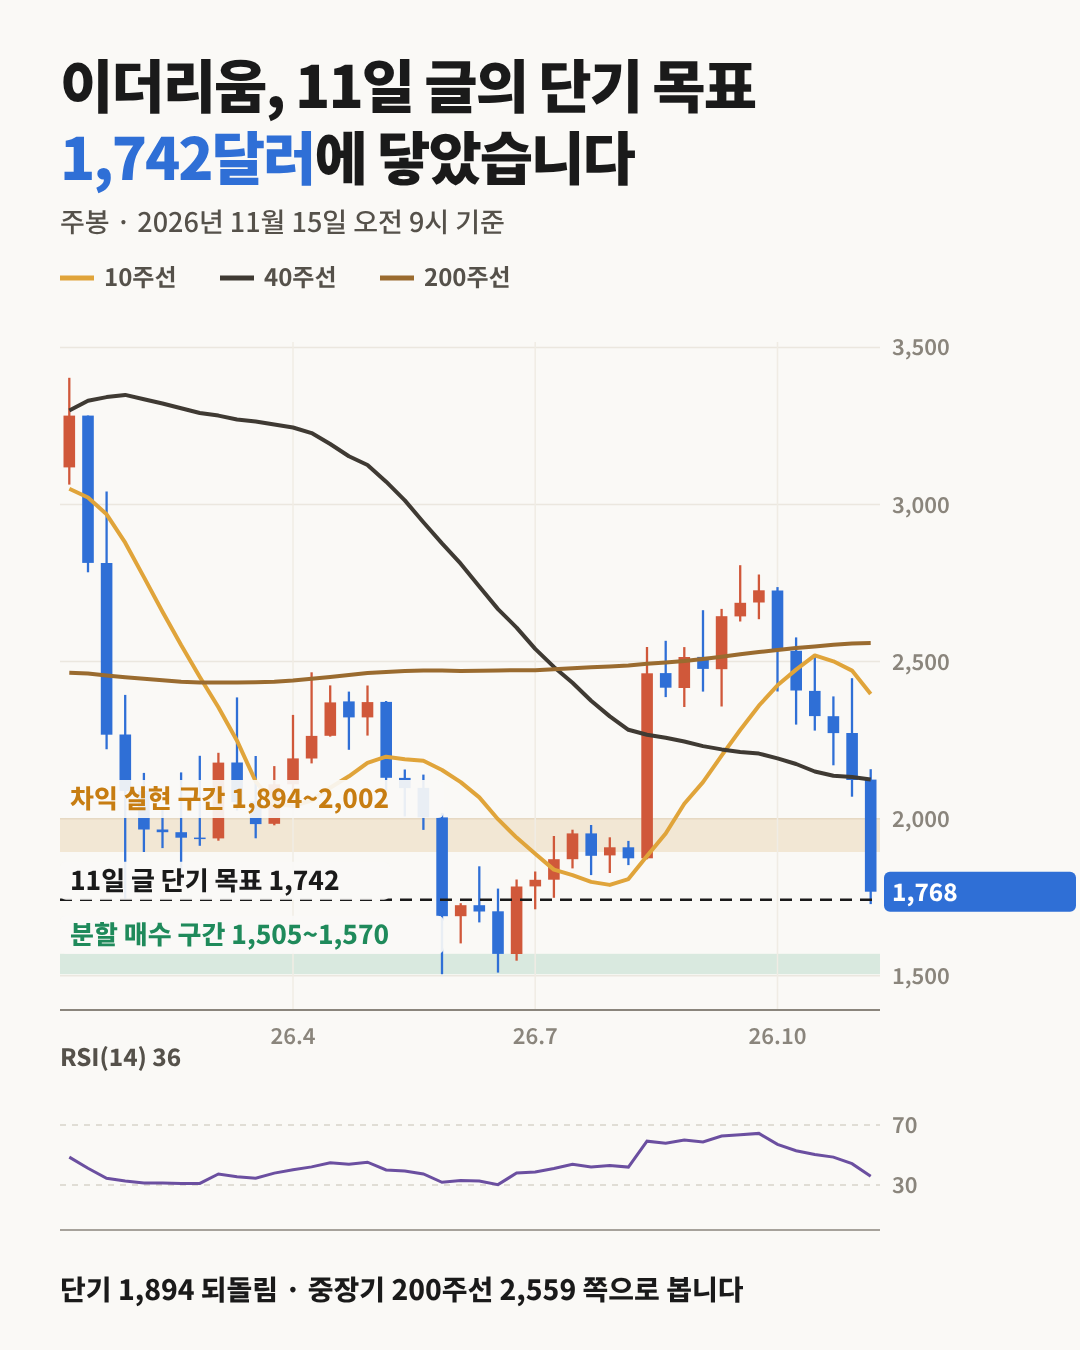 이더리움, 11일 글의 단기 목표
1,742달러에 닿았습니다
주봉 · 2026년 11월 15일 오전 9시 기준
10주선 40주선 200주선
3,500
3,000
2,500
차익 실현 구간 1,894~2,002
2,000
11일 글 단기 목표 1,742
1,768
분할 매수 구간 1,505~1,570
1,500
26.4 26.7 26.10
RSI(14) 36
70
30
단기 1,894 되돌림 · 중장기 200주선 2,559 쪽으로 봅니다